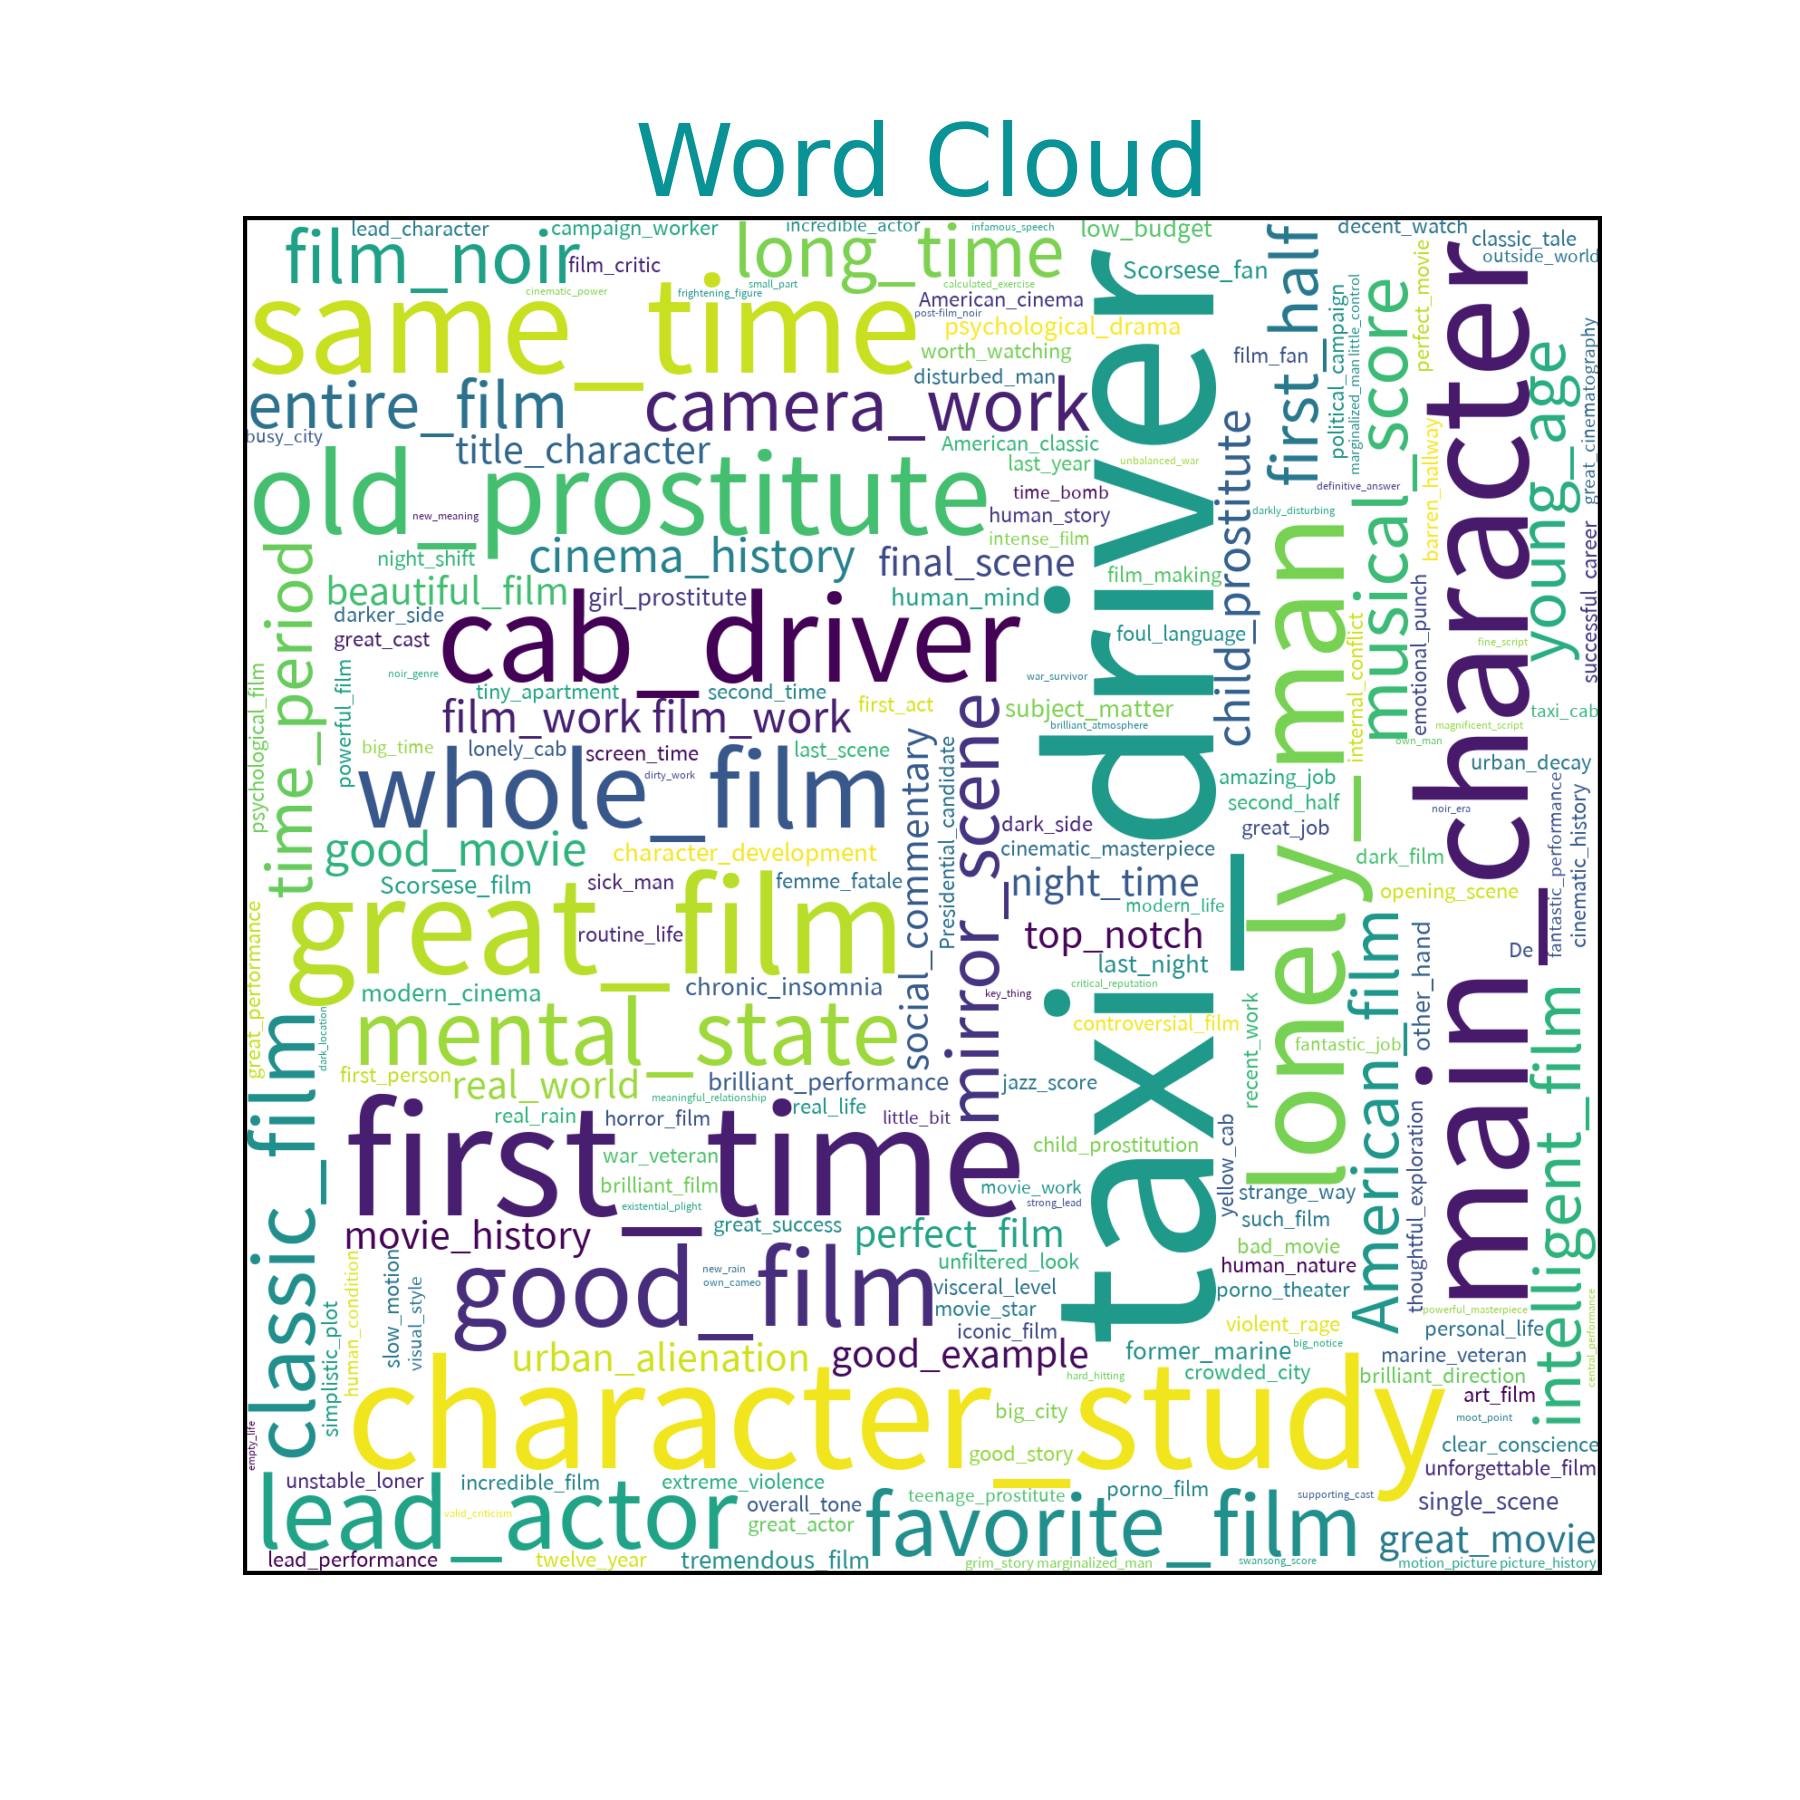 Word Cloud
lead_character
campaign_worker
incredible_actor
infamous_speech
low_budget
decent_watch
film_noir
film_critic
long_time
classic_tale
outside_world
Scorsese_fan
cinematic_power
frightening_figure
small_part
calculated_exercise
American_cinema
post-film_noir
same_time
psychological_drama
worth_watching
film_fan
first_half
political_campaign
marginalized_man
little_control
musical_score
perfect_movie
main_character
young_age
great_cinematography
entire_film
camera_work
disturbed_man
busy_city
title_character
American_classic
last_year
unbalanced_war
child_prostitute
definitive_answer
barren_hallway
old_prostitute
new_meaning
time_bomb
human_story
intense_film
darkly_disturbing
taxi_driver
lonely_man
time_period
night_shift
cinema_history
final_scene
film_making
beautiful_film
girl_prostitute
human_mind
darker_side
great_cast
cab_driver
foul_language
internal_conflict
emotional_punch
fine_script
successful_career
psychological_film
powerful_film
noir_genre
tiny_apartment
second_time
war_survivor
first_act
subject_matter
brilliant_atmosphere
magnificent_script
own_man
taxi_cab
film_work
film_work
big_time
lonely_cab
screen_time
last_scene
dirty_work
whole_film
social_commentary
Presidential_candidate
mirror_scene
amazing_job
second_half
great_job
urban_decay
noir_era
fantastic_performance
cinematic_history
dark_side
cinematic_masterpiece
good_movie
character_development
dark_film
Scorsese_film
sick_man
femme_fatale
night_time
modern_life
opening_scene
great_film
routine_life
top_notch
last_night
De
great_performance
modern_cinema
chronic_insomnia
key_thing
critical_reputation
American_film
other_hand
intelligent_film
classic_film
dark_location
mental_state
controversial_film
recent_work
fantastic_job
first_person
real_world
brilliant_performance
jazz_score
meaningful_relationship
real_rain
horror_film
real_life
little_bit
yellow_cab
thoughtful_exploration
first_time
war_veteran
brilliant_film
child_prostitution
movie_work
strong_lead
strange_way
existential_plight
great_success
such_film
movie_history
perfect_film
bad_movie
human_condition
slow_motion
visual_style
unfiltered_look
human_nature
new_rain
own_cameo
good_film
visceral_level
movie_star
porno_theater
simplistic_plot
iconic_film
violent_rage
powerful_masterpiece
central_performance
personal_life
urban_alienation
good_example
former_marine
big_notice
marine_veteran
hard_hitting
crowded_city
brilliant_direction
art_film
empty_life
character_study
big_city
moot_point
good_story
clear_conscience
unforgettable_film
unstable_loner
incredible_film
extreme_violence
teenage_prostitute
porno_film
supporting_cast
single_scene
lead_actor
valid_criticism
overall_tone
great_actor
favorite_film
great_movie
lead_performance
twelve_year
tremendous_film
grim_story
marginalized_man
swansong_score
motion_picture
picture_history